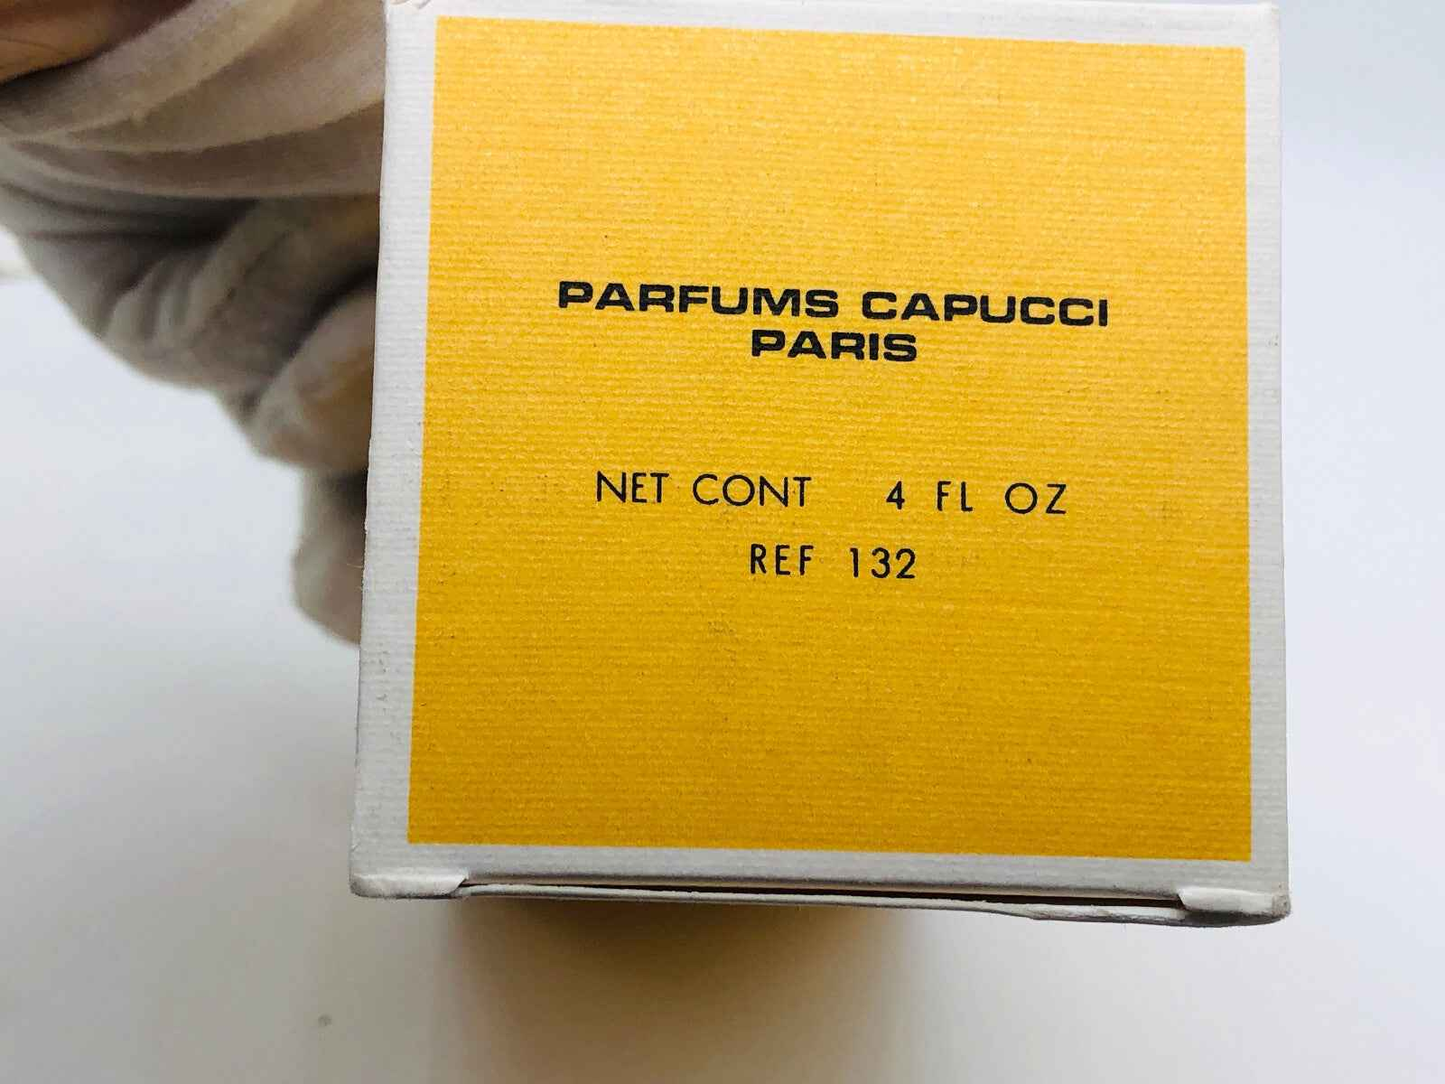 PARFUMS CAPUCCI
PARIS
NET CONT 4 FL OZ
REF 132